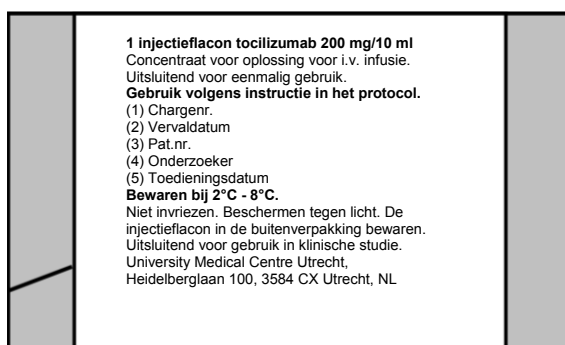 1 injectieflacon tocilizumab 200 mg/10 ml
Concentraat voor oplossing voor i.v. infusie.
Uitsluitend voor eenmalig gebruik.
Gebruik volgens instructie in het protocol.
(1) Chargenr.
(2) Vervaldatum
(3) Pat.nr.
(4) Onderzoeker
(5) Toedieningsdatum
Bewaren bij 2°C - 8°C.
Niet invriezen. Beschermen tegen licht. De
injectieflacon in de buitenverpakking bewaren.
Uitsluitend voor gebruik in klinische studie.
University Medical Centre Utrecht,
Heidelberglaan 100, 3584 CX Utrecht, NL